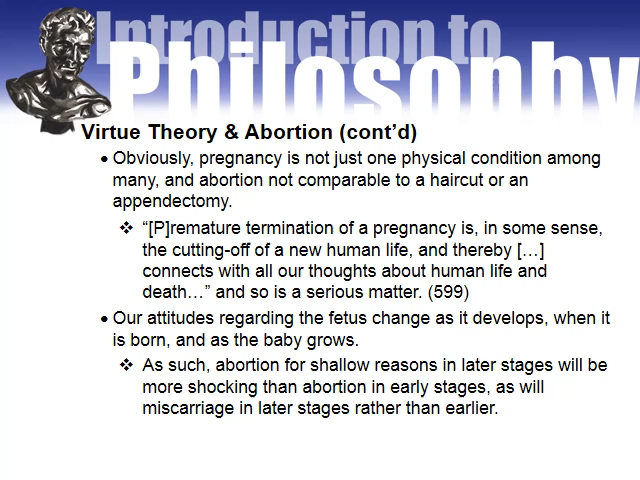 Introduction to
Philosophy
Virtue Theory & Abortion (cont’d)
• Obviously, pregnancy is not just one physical condition among
many, and abortion not comparable to a haircut or an
appendectomy.
❖ “[P]remature termination of a pregnancy is, in some sense,
the cutting-off of a new human life, and thereby […]
connects with all our thoughts about human life and
death…” and so is a serious matter. (599)
• Our attitudes regarding the fetus change as it develops, when it
is born, and as the baby grows.
❖ As such, abortion for shallow reasons in later stages will be
more shocking than abortion in early stages, as will
miscarriage in later stages rather than earlier.